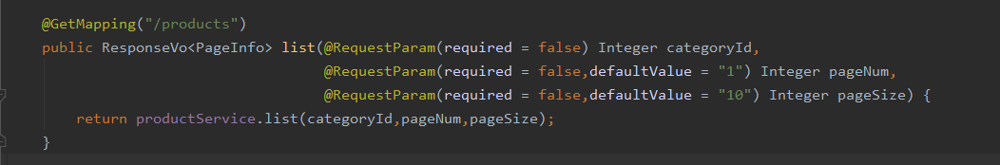 @GetMapping("/products")
public ResponseVo<PageInfo> list(@RequestParam(required = false) Integer categoryId,
@RequestParam(required = false,defaultValue = "1") Integer pageNum,
@RequestParam(required = false,defaultValue = "10") Integer pageSize) {
return productService.list(categoryId,pageNum,pageSize);
}